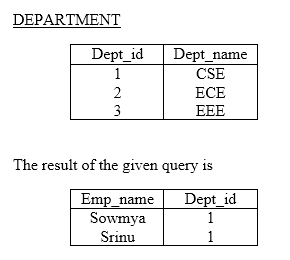 DEPARTMENT
Dept_id Dept_name
1 CSE
2 ECE
3 EEE
The result of the given query is
Emp_name Dept_id
Sowmya 1
Srinu 1